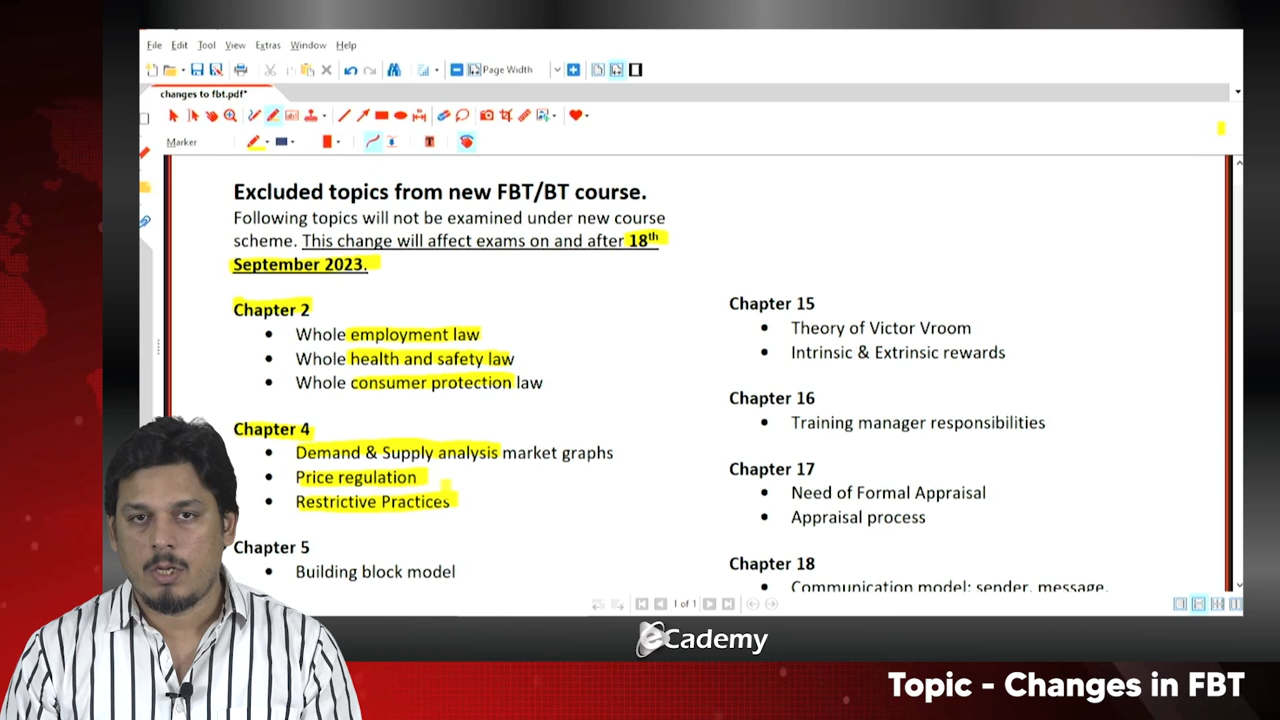 File Edit Tool View Extras Window Help
Page Width
changes to fbt.pdf*
Marker
Excluded topics from new FBT/BT course.
Following topics will not be examined under new course
scheme. This change will affect exams on and after 18th
September 2023.
Chapter 2
• Whole employment law
• Whole health and safety law
• Whole consumer protection law
Chapter 4
• Demand & Supply analysis market graphs
• Price regulation
• Restrictive Practices
Chapter 5
• Building block model
Chapter 15
• Theory of Victor Vroom
• Intrinsic & Extrinsic rewards
Chapter 16
• Training manager responsibilities
Chapter 17
• Need of Formal Appraisal
• Appraisal process
Chapter 18
• Communication model: sender, message,
1 of 1
eCademy
Topic - Changes in FBT